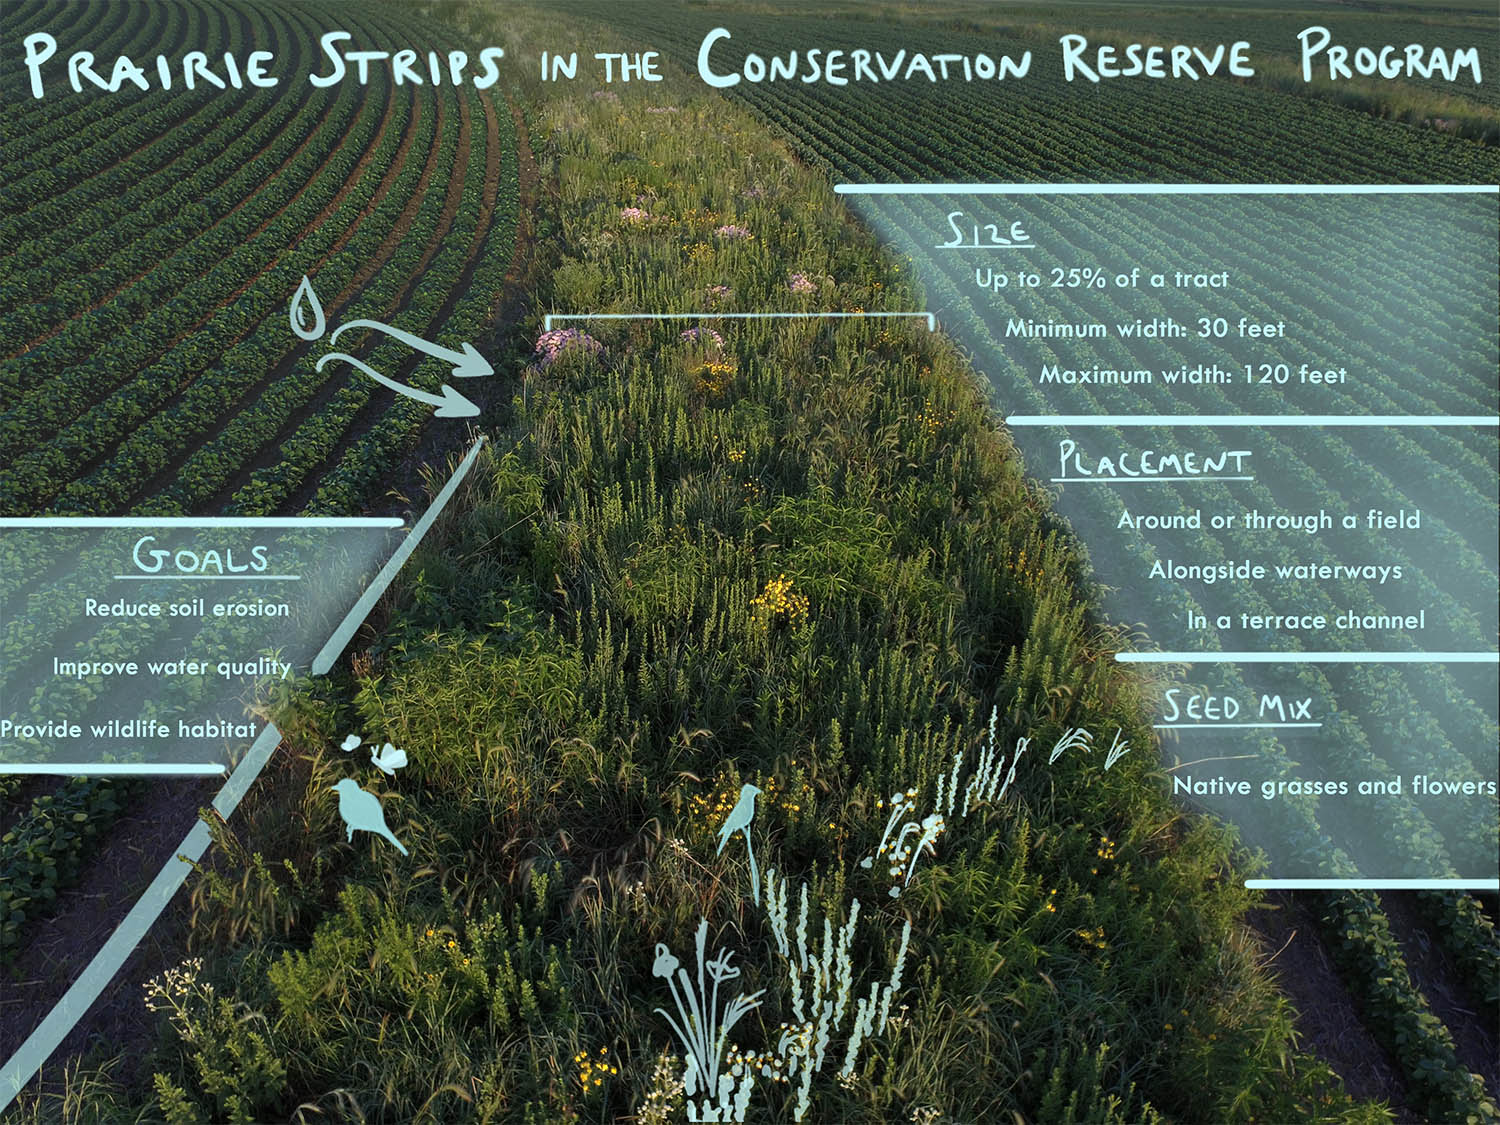 PRAIRIE STRIPS IN THE CONSERVATION RESERVE PROGRAM
SIZE
Up to 25% of a tract
Minimum width: 30 feet
Maximum width: 120 feet
PLACEMENT
Around or through a field
Alongside waterways
In a terrace channel
SEED MIX
Native grasses and flowers
GOALS
Reduce soil erosion
Improve water quality
Provide wildlife habitat